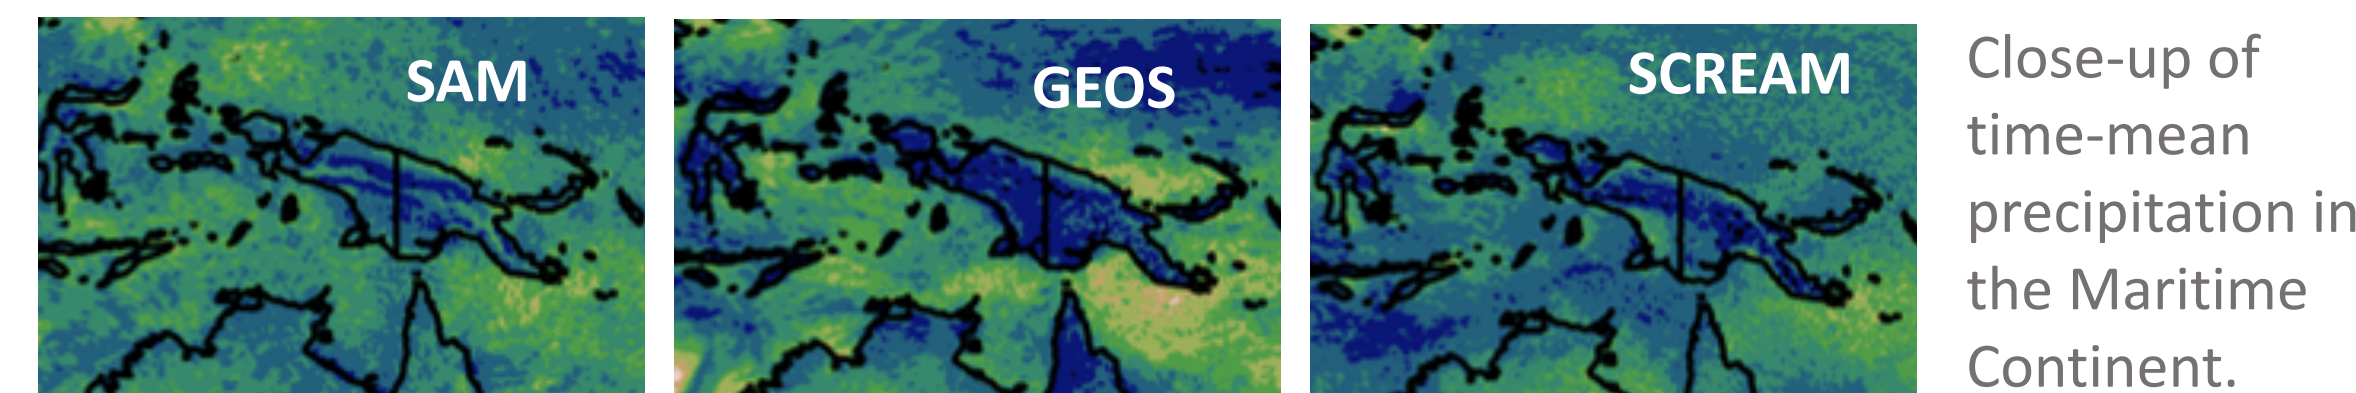 SAM
GEOS
SCREAM
Close-up of
time-mean
precipitation in
the Maritime
Continent.